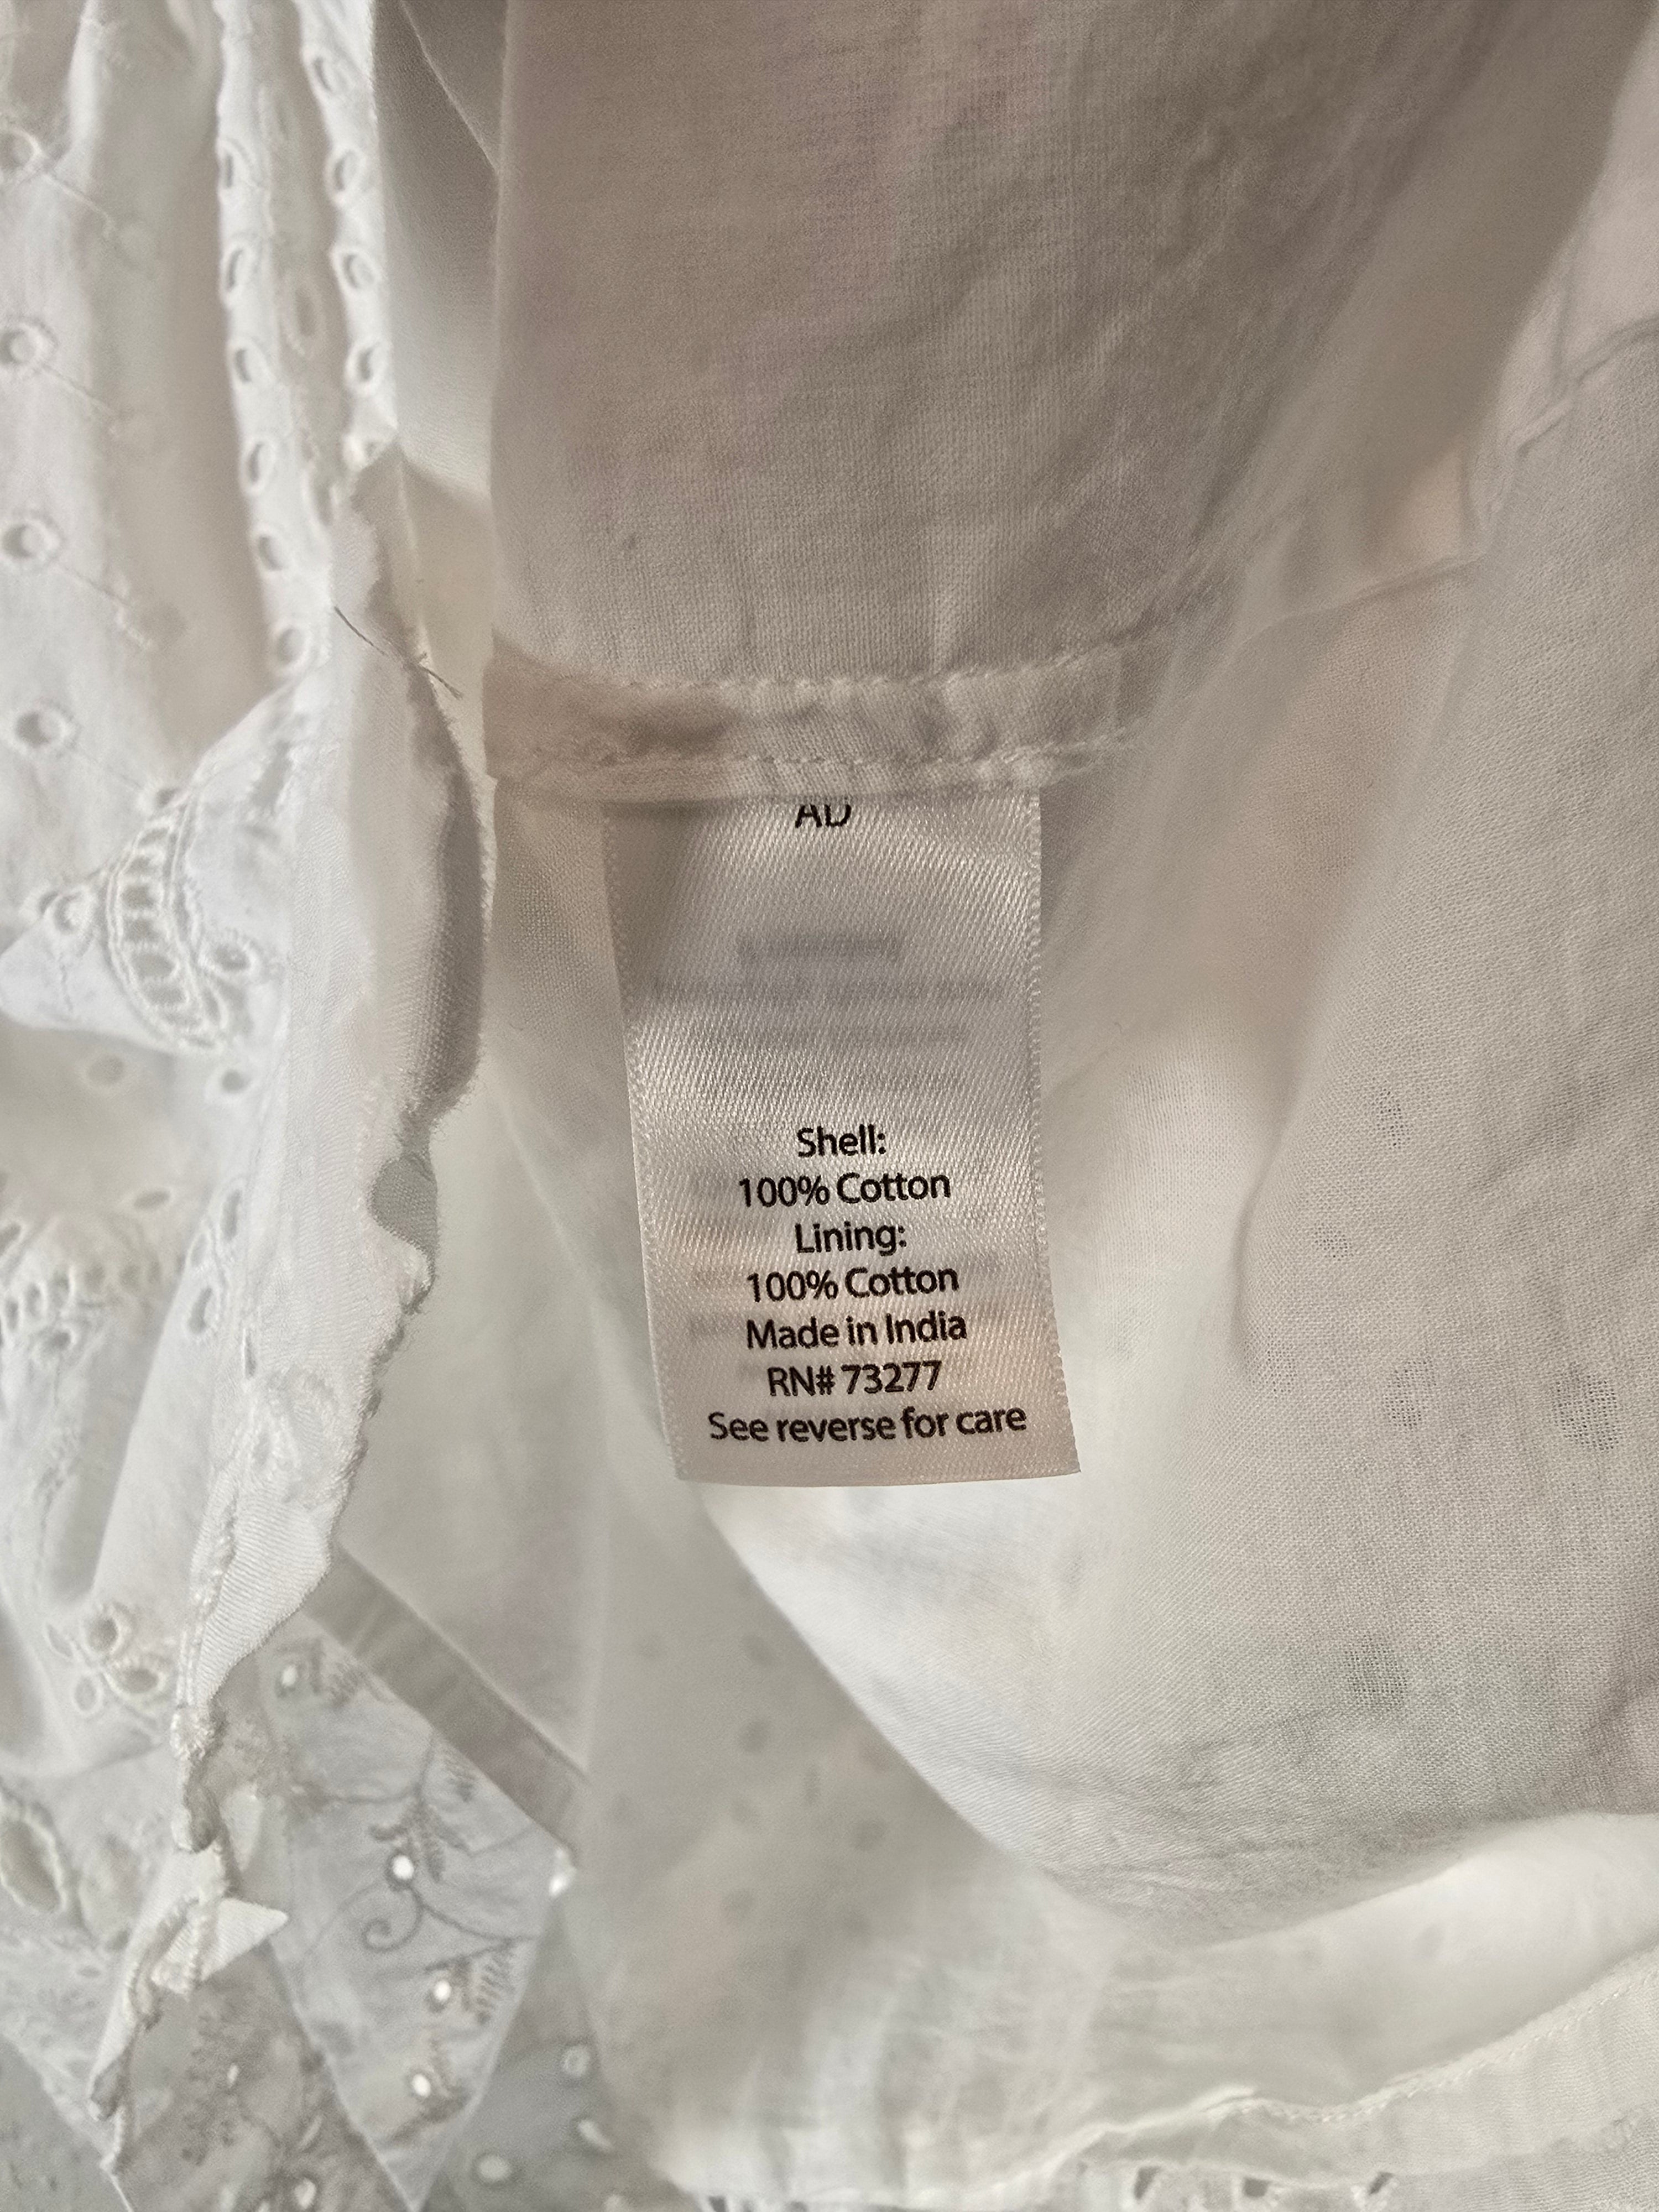 AD
Shell:
100% Cotton
Lining:
100% Cotton
Made in India
RN# 73277
See reverse for care